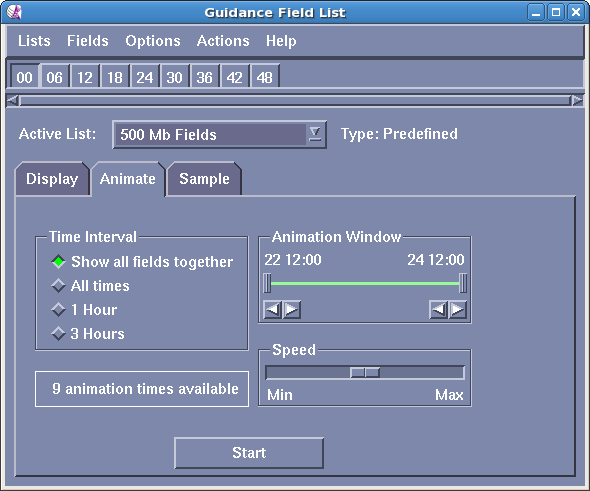 Guidance Field List
Lists Fields Options Actions Help
00 06 12 18 24 30 36 42 48
Active List: 500 Mb Fields Type: Predefined
Display Animate Sample
Time Interval
Show all fields together
All times
1 Hour
3 Hours
9 animation times available
Animation Window
22 12:00 24 12:00
Speed
Min Max
Start